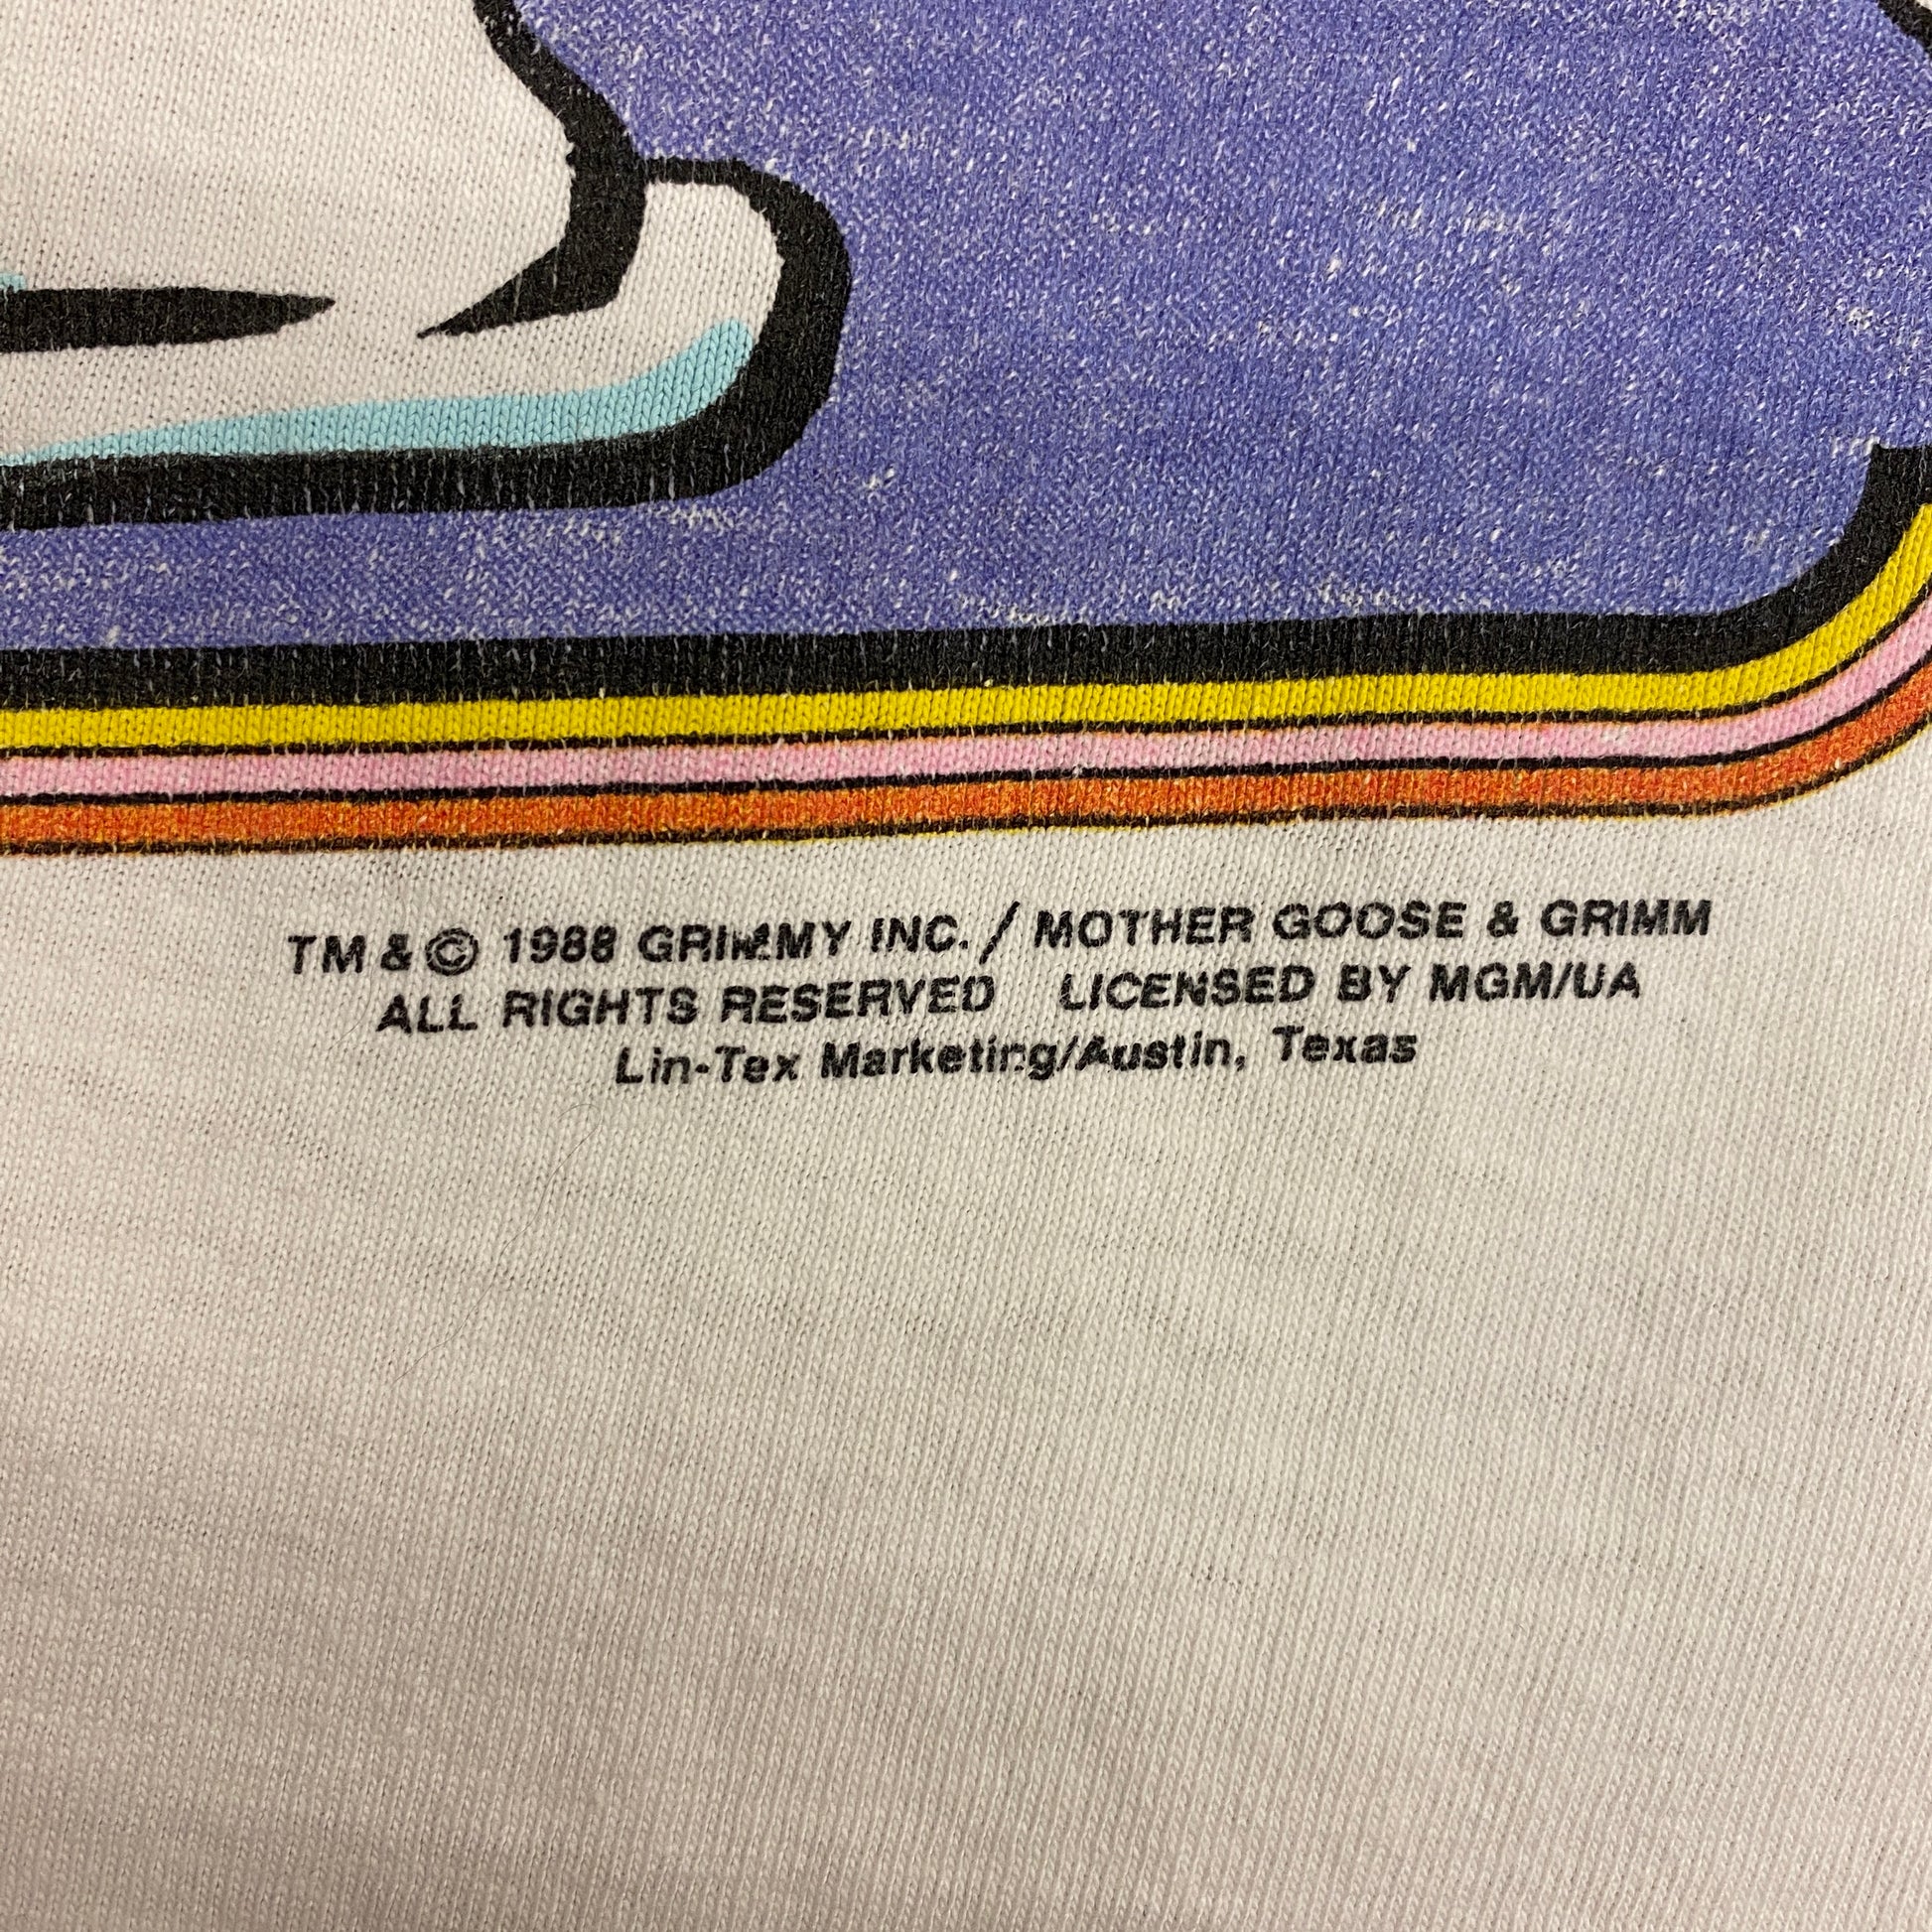 TM & © 1988 GRIMMY INC. / MOTHER GOOSE & GRIMM
ALL RIGHTS RESERVED LICENSED BY MGM/UA
Lin-Tex Marketing/Austin, Texas